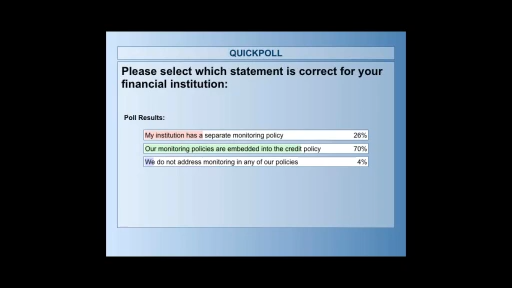 QUICKPOLL
Please select which statement is correct for your
financial institution:
Poll Results:
My institution has a separate monitoring policy 26%
Our monitoring policies are embedded into the credit policy 70%
We do not address monitoring in any of our policies 4%